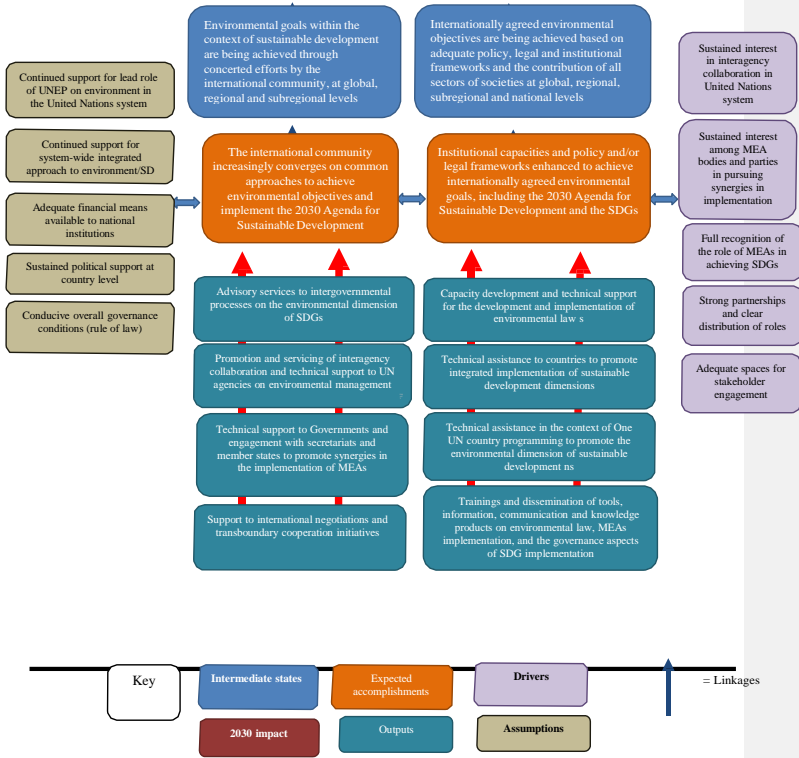 Environmental goals within the
context of sustainable development
are being achieved through
concerted efforts by the
international community, at global,
regional and subregional levels
Internationally agreed environmental
objectives are being achieved based on
adequate policy, legal and institutional
frameworks and the contribution of all
sectors of societies at global, regional,
subregional and national levels
Continued support for lead role
of UNEP on environment in
the United Nations system
Continued support for
system-wide integrated
approach to environment/SD
Adequate financial means
available to national
institutions
Sustained political support at
country level
Conducive overall governance
conditions (rule of law)
The international community
increasingly converges on common
approaches to achieve
environmental objectives and
implement the 2030 Agenda for
Sustainable Development
Institutional capacities and policy and/or
legal frameworks enhanced to achieve
internationally agreed environmental
goals, including the 2030 Agenda for
Sustainable Development and the SDGs
Sustained interest
in interagency
collaboration in
United Nations
system
Sustained interest
among MEA
bodies and parties
in pursuing
synergies in
implementation
Full recognition of
the role of MEAs in
achieving SDGs
Strong partnerships
and clear
distribution of roles
Adequate spaces for
stakeholder
engagement
Advisory services to intergovernmental
processes on the environmental dimension
of SDGs
Promotion and servicing of interagency
collaboration and technical support to UN
agencies on environmental management
Technical support to Governments and
engagement with secretariats and
member states to promote synergies in
the implementation of MEAs
Support to international negotiations and
transboundary cooperation initiatives
Capacity development and technical support
for the development and implementation of
environmental law s
Technical assistance to countries to promote
integrated implementation of sustainable
development dimensions
Technical assistance in the context of One
UN country programming to promote the
environmental dimension of sustainable
development ns
Trainings and dissemination of tools,
information, communication and knowledge
products on environmental law, MEAs
implementation, and the governance aspects
of SDG implementation
Key
Intermediate states
Expected
accomplishments
Drivers
= Linkages
2030 impact
Outputs
Assumptions